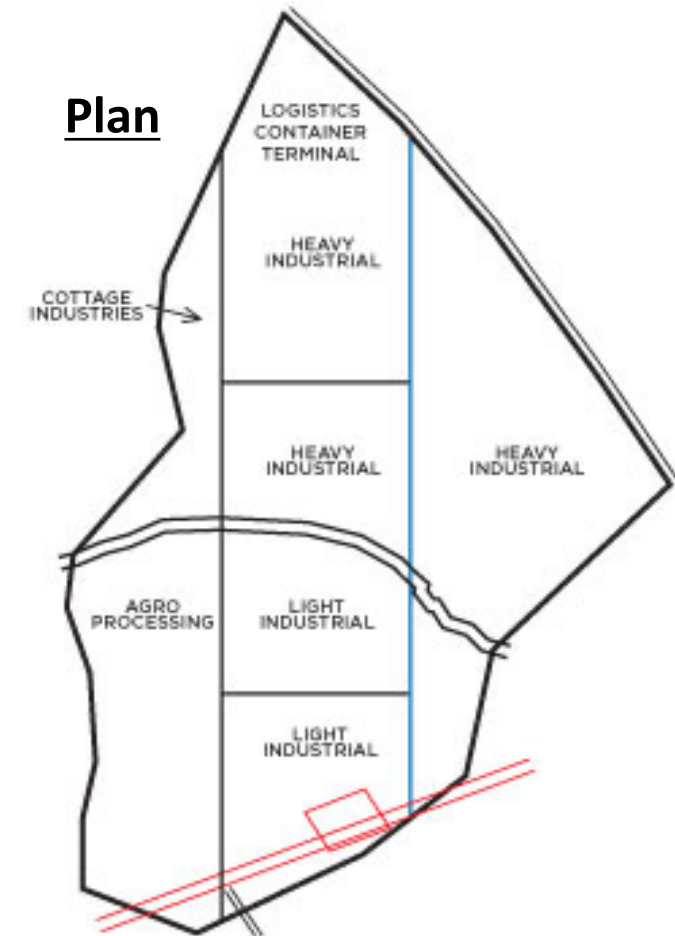 Plan
LOGISTICS
CONTAINER
TERMINAL
HEAVY
INDUSTRIAL
COTTAGE
INDUSTRIES
HEAVY
INDUSTRIAL
HEAVY
INDUSTRIAL
AGRO
PROCESSING
LIGHT
INDUSTRIAL
LIGHT
INDUSTRIAL